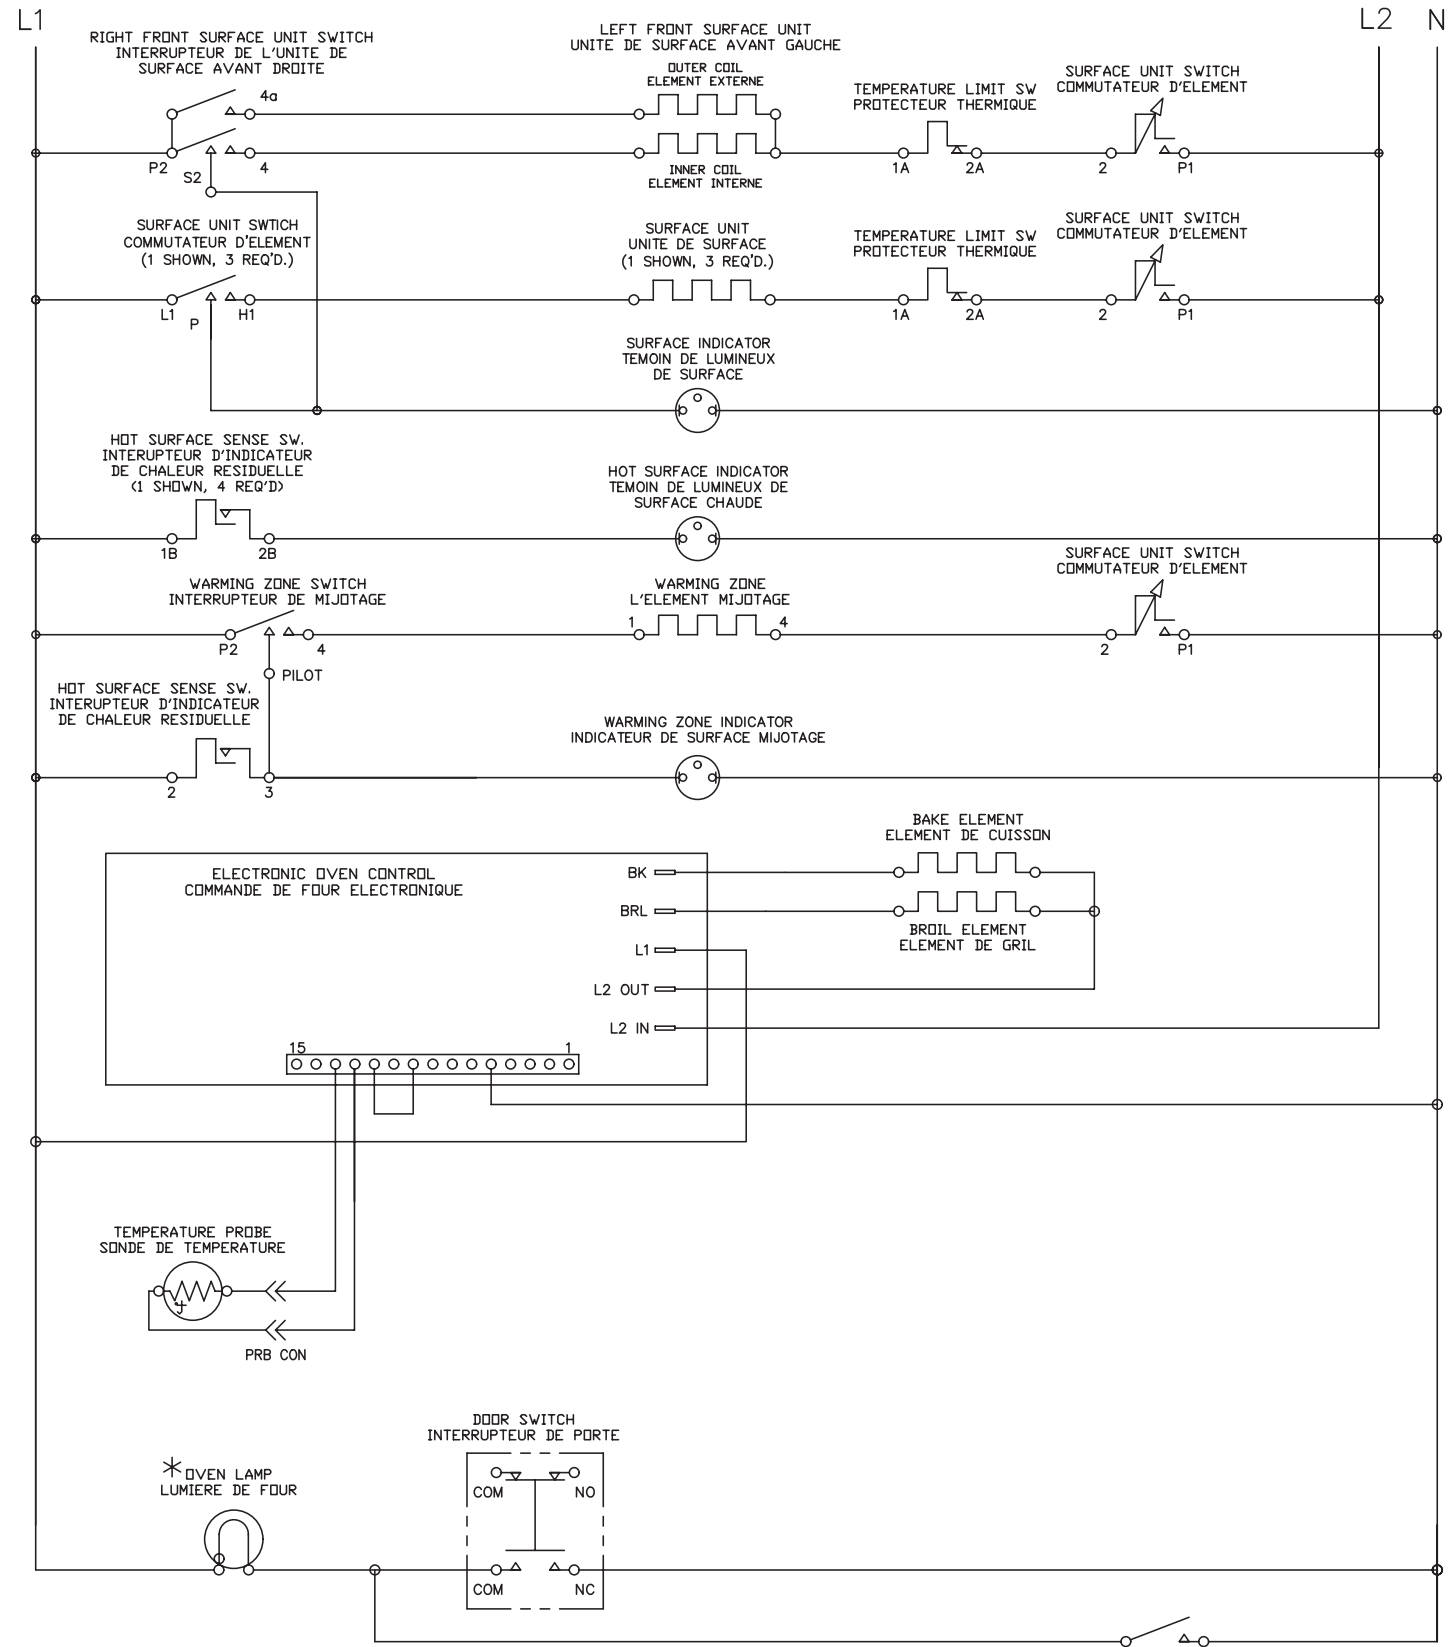 L1
L2 N
RIGHT FRONT SURFACE UNIT SWITCH
INTERRUPTEUR DE L'UNITE DE
SURFACE AVANT DROITE
LEFT FRONT SURFACE UNIT
UNITE DE SURFACE AVANT GAUCHE
OUTER COIL
ELEMENT EXTERNE
TEMPERATURE LIMIT SW
PROTECTEUR THERMIQUE
SURFACE UNIT SWITCH
COMMUTATEUR D'ELEMENT
4a
P2
S2
4
INNER COIL
ELEMENT INTERNE
1A
2A
2
P1
SURFACE UNIT SWTICH
COMMUTATEUR D'ELEMENT
(1 SHOWN, 3 REQ'D.)
SURFACE UNIT
UNITE DE SURFACE
(1 SHOWN, 3 REQ'D.)
TEMPERATURE LIMIT SW
PROTECTEUR THERMIQUE
SURFACE UNIT SWITCH
COMMUTATEUR D'ELEMENT
L1
P
H1
1A
2A
2
P1
SURFACE INDICATOR
TEMOIN DE LUMINEUX
DE SURFACE
HOT SURFACE SENSE SW.
INTERUPTEUR D'INDICATEUR
DE CHALEUR RESIDUELLE
(1 SHOWN, 4 REQ'D)
HOT SURFACE INDICATOR
TEMOIN DE LUMINEUX DE
SURFACE CHAUDE
1B
2B
WARMING ZONE SWITCH
INTERRUPTEUR DE MIJOTAGE
WARMING ZONE
L'ELEMENT MIJOTAGE
SURFACE UNIT SWITCH
COMMUTATEUR D'ELEMENT
P2
4
1
4
2
P1
PILOT
HOT SURFACE SENSE SW.
INTERUPTEUR D'INDICATEUR
DE CHALEUR RESIDUELLE
WARMING ZONE INDICATOR
INDICATEUR DE SURFACE MIJOTAGE
2
3
BAKE ELEMENT
ELEMENT DE CUISSON
ELECTRONIC OVEN CONTROL
COMMANDE DE FOUR ELECTRONIQUE
BK
BRL
BROIL ELEMENT
ELEMENT DE GRIL
L1
L2 OUT
L2 IN
15
1
TEMPERATURE PROBE
SONDE DE TEMPERATURE
t
PRB CON
DOOR SWITCH
INTERRUPTEUR DE PORTE
*OVEN LAMP
LUMIERE DE FOUR
COM
NO
COM
NC